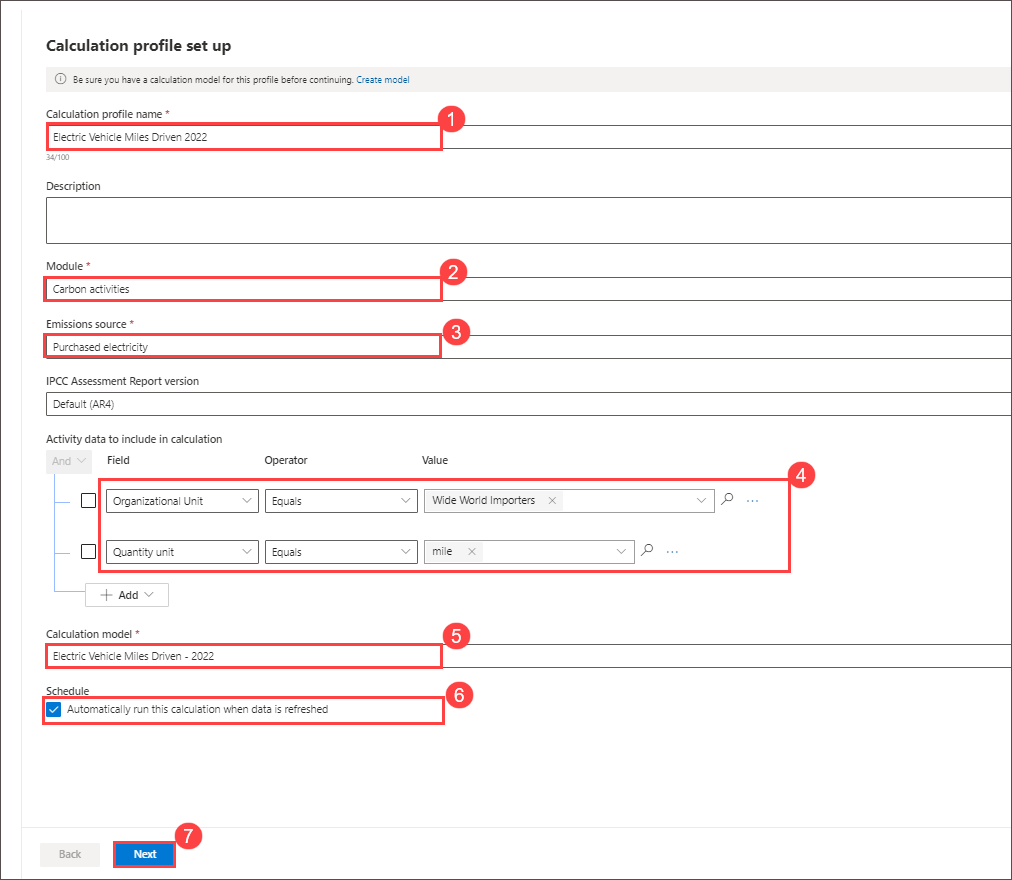 Calculation profile set up
Be sure you have a calculation model for this profile before continuing. Create model
Calculation profile name *
1
Electric Vehicle Miles Driven 2022
34/100
Description
Module *
2
Carbon activities
Emissions source *
3
Purchased electricity
IPCC Assessment Report version
Default (AR4)
Activity data to include in calculation
And Field Operator Value
4
Organizational Unit Equals Wide World Importers
Quantity unit Equals mile
Add
Calculation model *
5
Electric Vehicle Miles Driven - 2022
Schedule
6
Automatically run this calculation when data is refreshed
7
Back Next